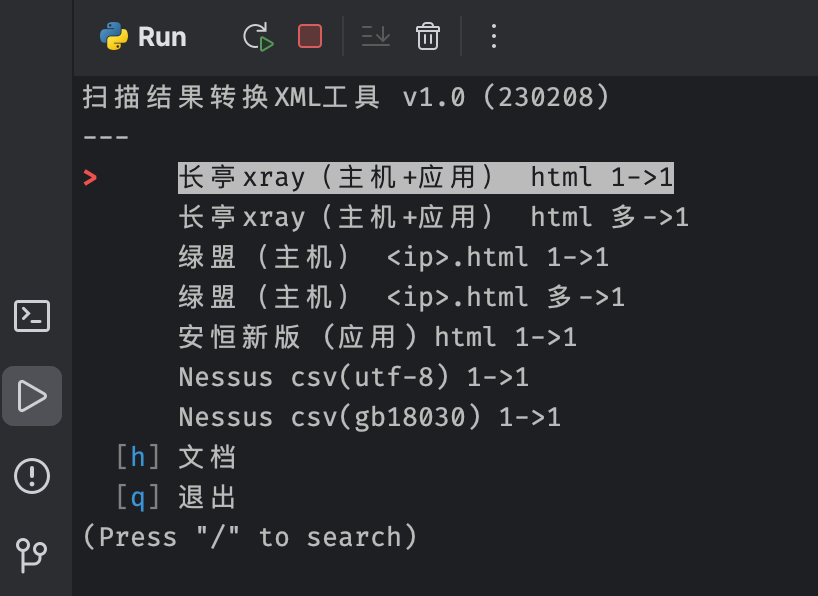 Run
扫描结果转换XML工具 v1.0 (230208)
---
> 长亭xray（主机+应用） html 1->1
长亭xray（主机+应用） html 多->1
绿盟（主机） <ip>.html 1->1
绿盟（主机） <ip>.html 多->1
安恒新版（应用）html 1->1
Nessus csv(utf-8) 1->1
Nessus csv(gb18030) 1->1
[h] 文档
[q] 退出
(Press "/" to search)